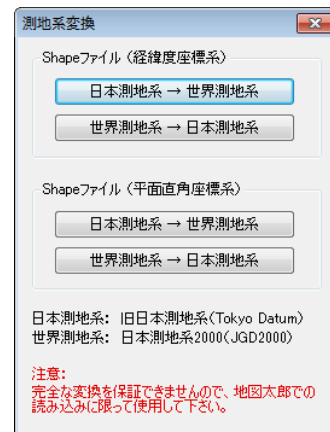 測地系変換
Shapeファイル（経緯度座標系）
日本測地系 → 世界測地系
世界測地系 → 日本測地系
Shapeファイル（平面直角座標系）
日本測地系 → 世界測地系
世界測地系 → 日本測地系
日本測地系： 旧日本測地系（Tokyo Datum）
世界測地系： 日本測地系2000（JGD2000）
注意：
完全な変換を保証できませんので、地図太郎での
読み込みに限って使用して下さい。